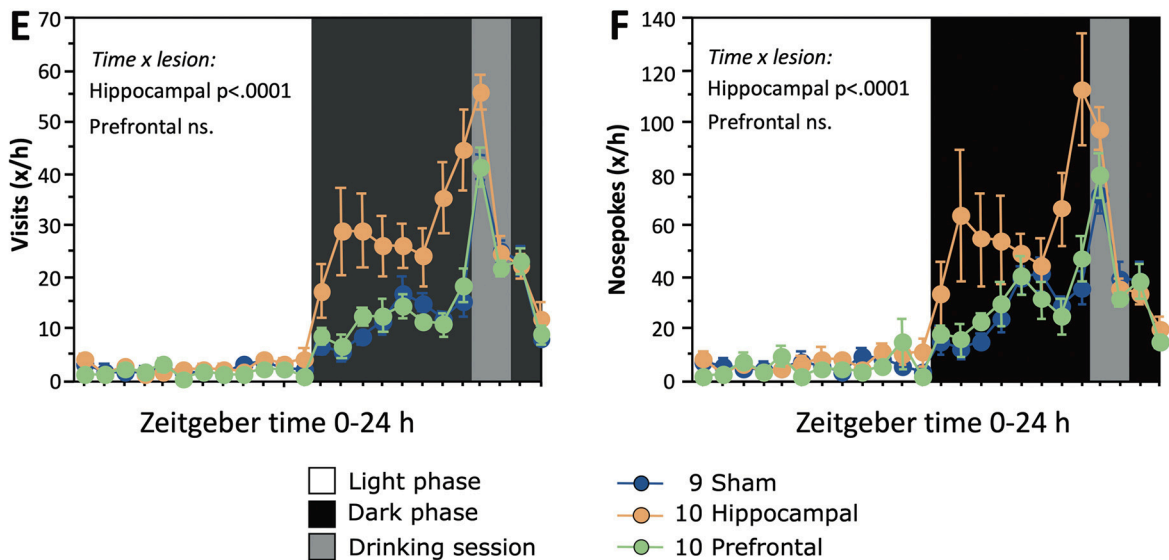 E
70
60
50
40
30
20
10
0
Visits (x/h)
Time x lesion:
Hippocampal p<.0001
Prefrontal ns.
Zeitgeber time 0-24 h
F
140
120
100
80
60
40
20
0
Nosepokes (x/h)
Time x lesion:
Hippocampal p<.0001
Prefrontal ns.
Zeitgeber time 0-24 h
Light phase
Dark phase
Drinking session
9 Sham
10 Hippocampal
10 Prefrontal